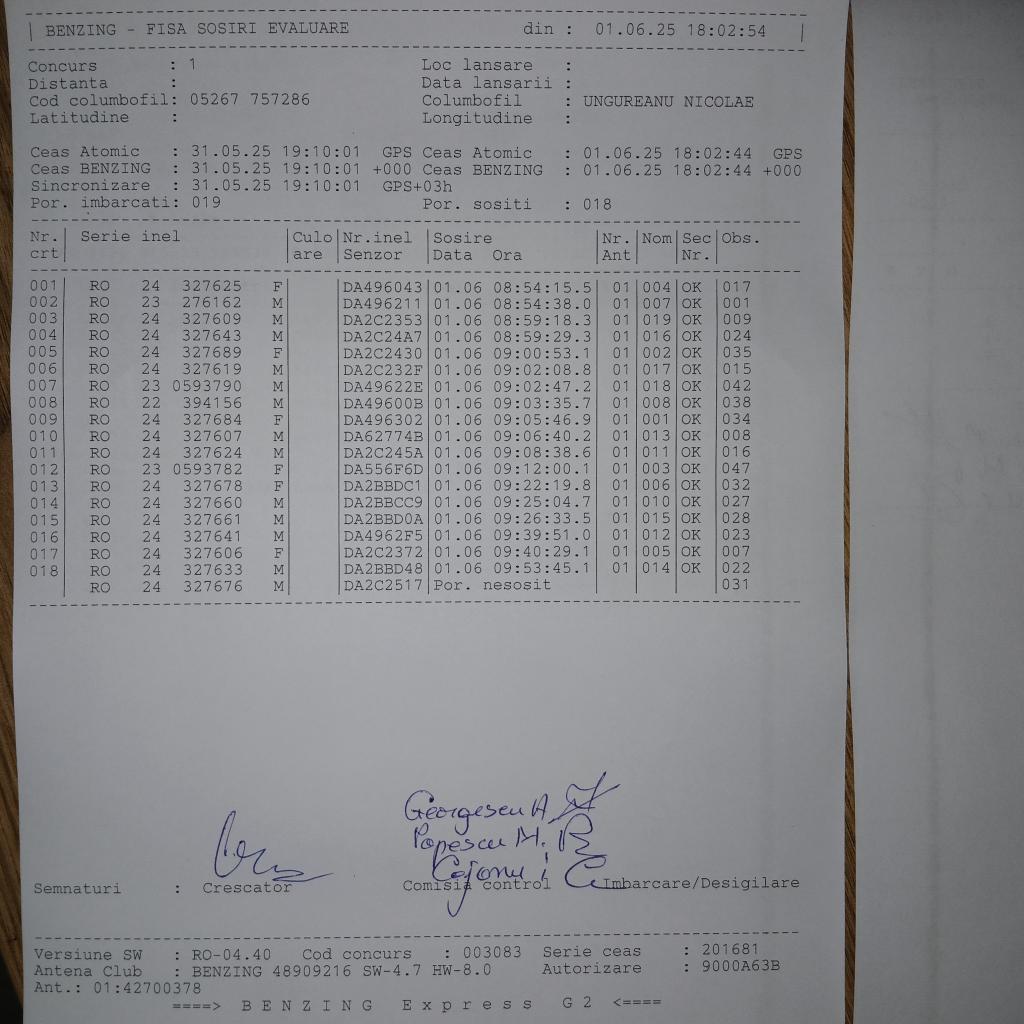 BENZING - FISA SOSIRI EVALUARE din : 01.06.25 18:02:54
Concurs : 1 Loc lansare :
Distanta : Data lansarii :
Cod columbofil: 05267 757286 Columbofil : UNGUREANU NICOLAE
Latitudine : Longitudine :
Ceas Atomic : 31.05.25 19:10:01 GPS Ceas Atomic : 01.06.25 18:02:44 GPS
Ceas BENZING : 31.05.25 19:10:01 +000 Ceas BENZING : 01.06.25 18:02:44 +000
Sincronizare : 31.05.25 19:10:01 GPS+03h
Por. imbarcati: 019 Por. sositi : 018
Nr. Serie inel Culo Nr.inel Sosire Nr. Nom Sec Obs.
crt are Senzor Data Ora Ant Nr.
001 RO 24 327625 F DA496043 01.06 08:54:15.5 01 004 OK 017
002 RO 23 276162 M DA496211 01.06 08:54:38.0 01 007 OK 001
003 RO 24 327609 M DA2C2353 01.06 08:59:18.3 01 019 OK 009
004 RO 24 327643 M DA2C24A7 01.06 08:59:29.3 01 016 OK 024
005 RO 24 327689 F DA2C2430 01.06 09:00:53.1 01 002 OK 035
006 RO 24 327619 M DA2C232F 01.06 09:02:08.8 01 017 OK 015
007 RO 23 0593790 M DA49622E 01.06 09:02:47.2 01 018 OK 042
008 RO 22 394156 M DA49600B 01.06 09:03:35.7 01 008 OK 038
009 RO 24 327684 F DA496302 01.06 09:05:46.9 01 001 OK 034
010 RO 24 327607 M DA62774B 01.06 09:06:40.2 01 013 OK 008
011 RO 24 327624 M DA2C245A 01.06 09:08:38.6 01 011 OK 016
012 RO 23 0593782 F DA556F6D 01.06 09:12:00.1 01 003 OK 047
013 RO 24 327678 F DA2BBDC1 01.06 09:22:19.8 01 006 OK 032
014 RO 24 327660 M DA2BBCC9 01.06 09:25:04.7 01 010 OK 027
015 RO 24 327661 M DA2BBD0A 01.06 09:26:33.5 01 015 OK 028
016 RO 24 327641 M DA4962F5 01.06 09:39:51.0 01 012 OK 023
017 RO 24 327606 F DA2C2372 01.06 09:40:29.1 01 005 OK 007
018 RO 24 327633 M DA2BBD48 01.06 09:53:45.1 01 014 OK 022
RO 24 327676 M DA2C2517 Por. nesosit 031
Georgescu A.
Popescu M.
Cojonu i
Semnaturi : Crescator Comisia control Imbarcare/Desigilare
Versiune SW : RO-04.40 Cod concurs : 003083 Serie ceas : 201681
Antena Club : BENZING 48909216 SW-4.7 HW-8.0 Autorizare : 9000A63B
Ant.: 01:42700378
====> BENZING Express G2 <====